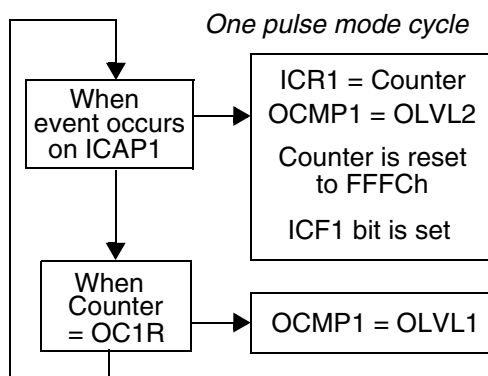 One pulse mode cycle
When
event occurs
on ICAP1
ICR1 = Counter
OCMP1 = OLVL2
Counter is reset
to FFFCh
ICF1 bit is set
When
Counter
= OC1R
OCMP1 = OLVL1